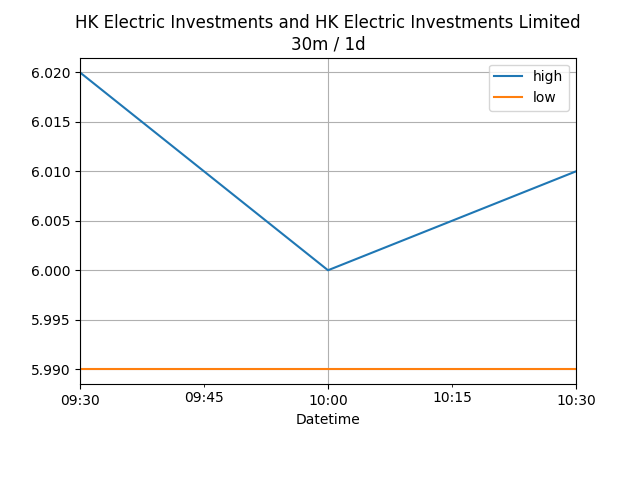 HK Electric Investments and HK Electric Investments Limited
30m / 1d
high
low
6.020
6.015
6.010
6.005
6.000
5.995
5.990
09:30
09:45
10:00
10:15
10:30
Datetime